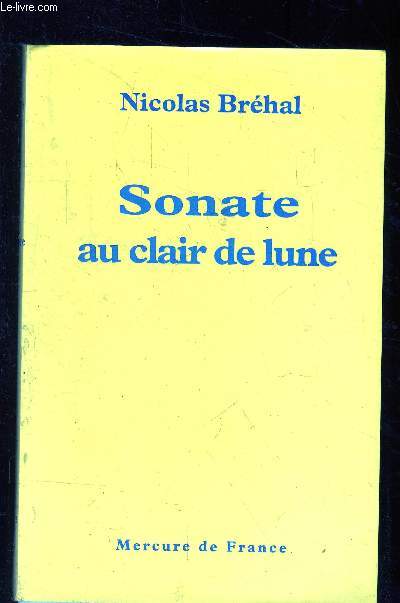 Le-livre.com
Nicolas Bréhal
Sonate
au clair de lune
Mercure de France